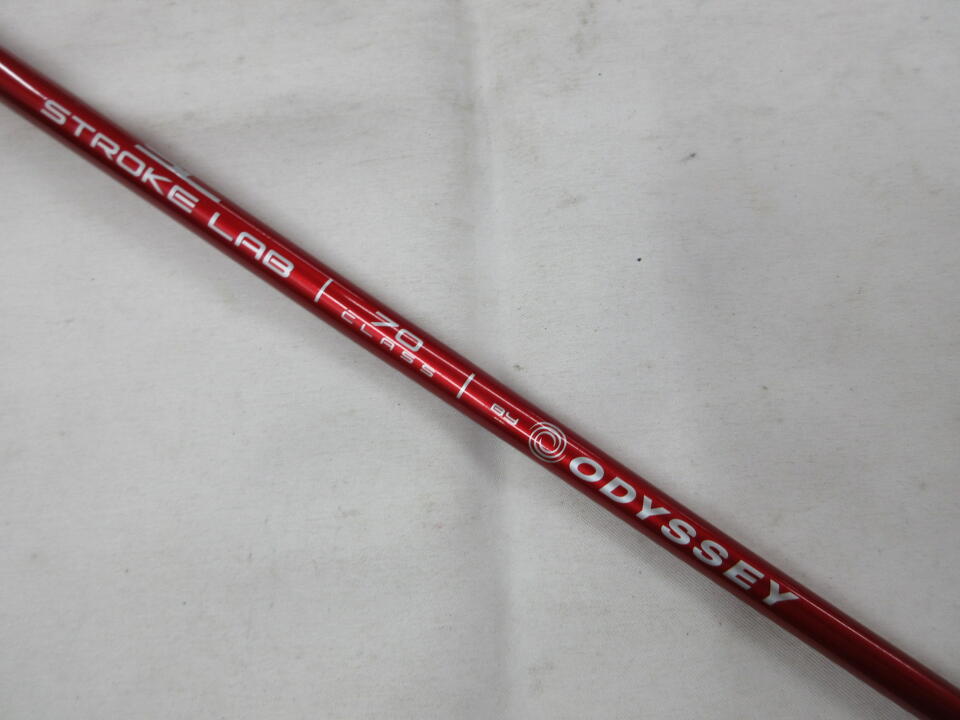 STROKE LAB
70
CLASS
BY ODYSSEY